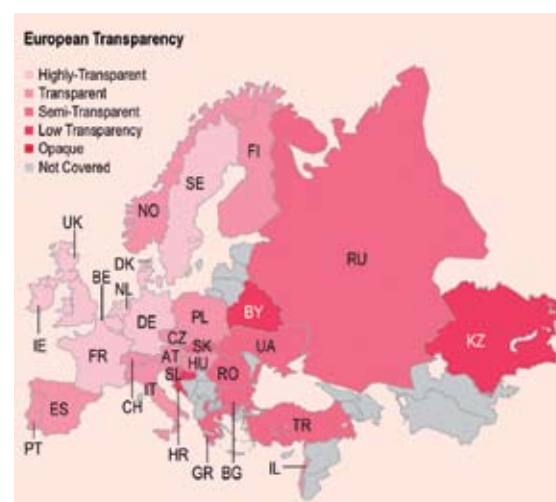 European Transparency
Highly-Transparent
Transparent
Semi-Transparent
Low Transparency
Opaque
Not Covered
FI
SE
NO
UK
DK
BE
NL
RU
BY
IE
DE
PL
KZ
CZ
UA
SK
FR
AT
HU
SL
RO
IT
ES
CH
TR
PT
HR
IL
GR
BG